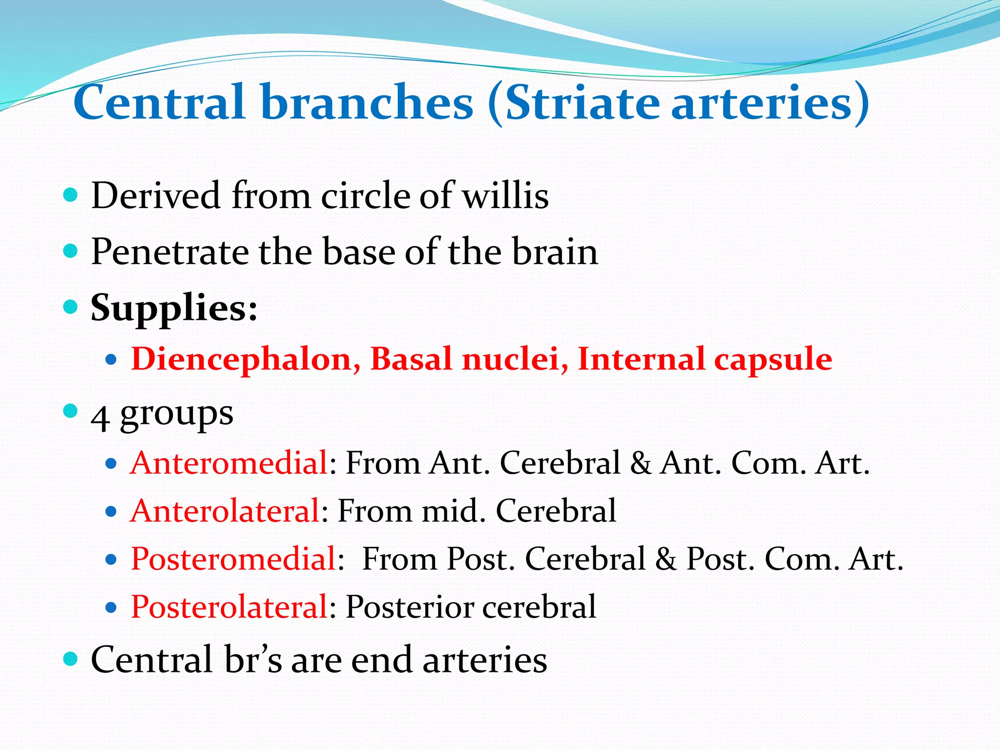 Central branches (Striate arteries)
• Derived from circle of willis
• Penetrate the base of the brain
• Supplies:
• Diencephalon, Basal nuclei, Internal capsule
• 4 groups
• Anteromedial: From Ant. Cerebral & Ant. Com. Art.
• Anterolateral: From mid. Cerebral
• Posteromedial:  From Post. Cerebral & Post. Com. Art.
• Posterolateral: Posterior cerebral
• Central br’s are end arteries